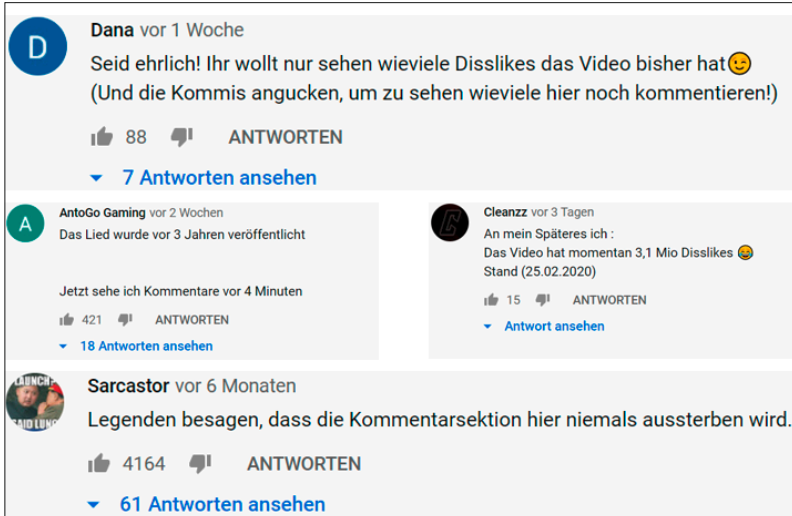 D
Dana vor 1 Woche
Seid ehrlich! Ihr wollt nur sehen wieviele Disslikes das Video bisher hat😉
(Und die Kommis angucken, um zu sehen wieviele hier noch kommentieren!)
88 ANTWORTEN
7 Antworten ansehen
A
AntoGo Gaming vor 2 Wochen
Das Lied wurde vor 3 Jahren veröffentlicht
Jetzt sehe ich Kommentare vor 4 Minuten
421 ANTWORTEN
18 Antworten ansehen
Cleanzz vor 3 Tagen
An mein Späteres ich :
Das Video hat momentan 3,1 Mio Disslikes 😂
Stand (25.02.2020)
15 ANTWORTEN
Antwort ansehen
LAUNCH?
SAID LUNC
Sarcastor vor 6 Monaten
Legenden besagen, dass die Kommentarsektion hier niemals aussterben wird.
4164 ANTWORTEN
61 Antworten ansehen